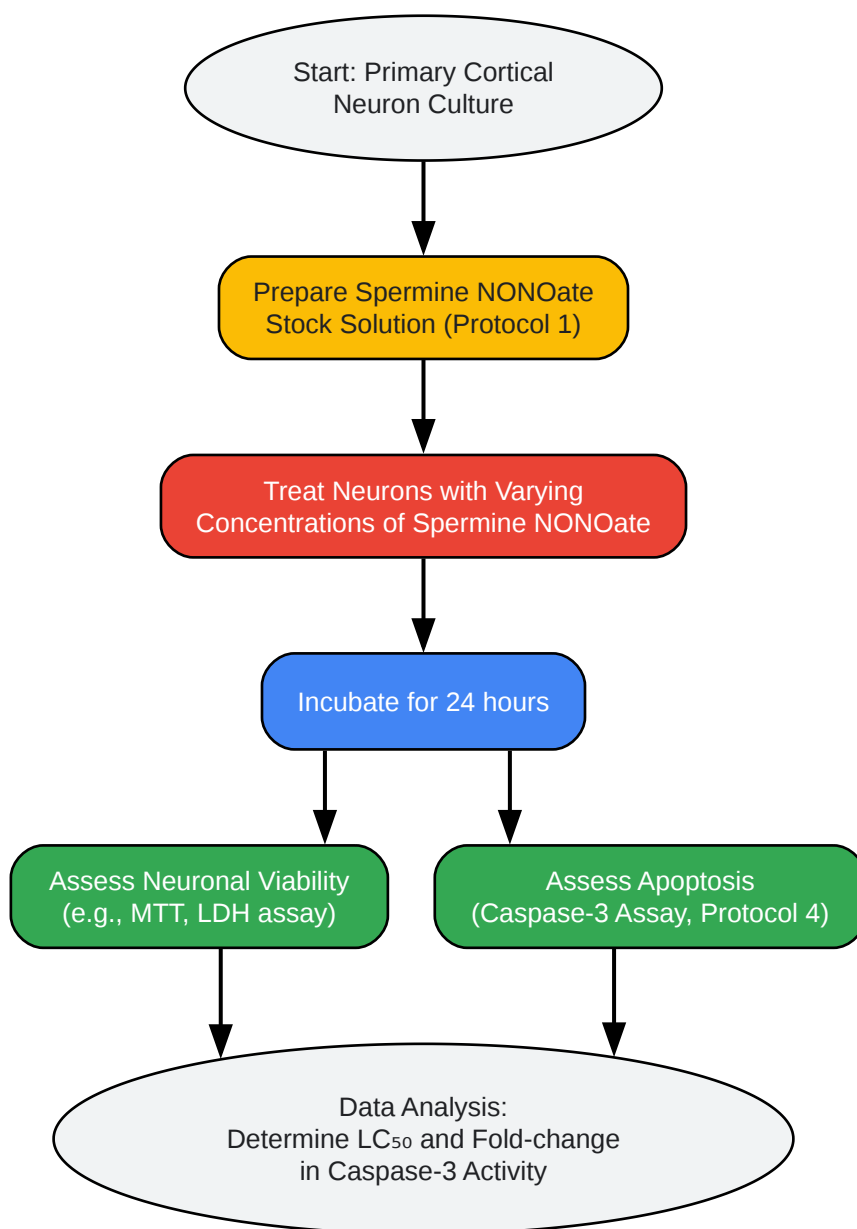 Start: Primary Cortical
Neuron Culture
Prepare Spermine NONOate
Stock Solution (Protocol 1)
Treat Neurons with Varying
Concentrations of Spermine NONOate
Incubate for 24 hours
Assess Neuronal Viability
(e.g., MTT, LDH assay)
Assess Apoptosis
(Caspase-3 Assay, Protocol 4)
Data Analysis:
Determine LC₅₀ and Fold-change
in Caspase-3 Activity